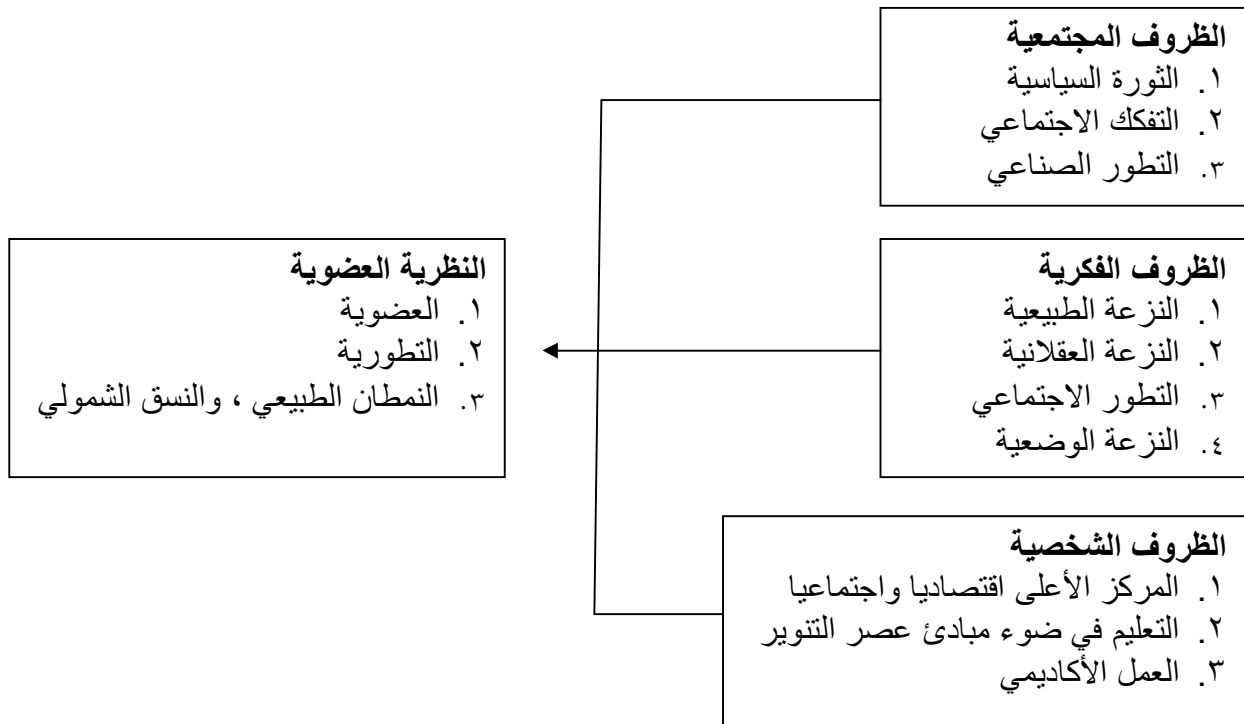 الظروف المجتمعية
١. الثورة السياسية
٢. التفكك الاجتماعي
٣. التطور الصناعي
الظروف الفكرية
١. النزعة الطبيعية
٢. النزعة العقلانية
٣. التطور الاجتماعي
٤. النزعة الوضعية
الظروف الشخصية
١. المركز الأعلى اقتصاديا واجتماعيا
٢. التعليم في ضوء مبادئ عصر التنوير
٣. العمل الأكاديمي
النظرية العضوية
١. العضوية
٢. التطورية
٣. النمطان الطبيعي ، والنسق الشمولي